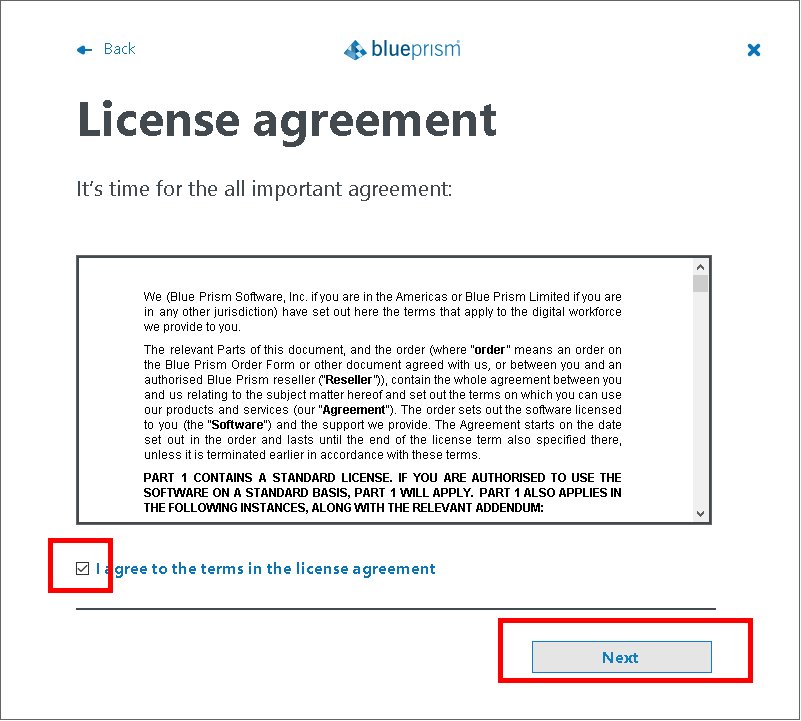 Back
blueprism
License agreement
It's time for the all important agreement:
We (Blue Prism Software, Inc. if you are in the Americas or Blue Prism Limited if you are
in any other jurisdiction) have set out here the terms that apply to the digital workforce
we provide to you.
The relevant Parts of this document, and the order (where "order" means an order on
the Blue Prism Order Form or other document agreed with us, or between you and an
authorised Blue Prism reseller ("Reseller")), contain the whole agreement between you
and us relating to the subject matter hereof and set out the terms on which you can use
our products and services (our "Agreement"). The order sets out the software licensed
to you (the "Software") and the support we provide. The Agreement starts on the date
set out in the order and lasts until the end of the license term also specified there,
unless it is terminated earlier in accordance with these terms.
PART 1 CONTAINS A STANDARD LICENSE. IF YOU ARE AUTHORISED TO USE THE
SOFTWARE ON A STANDARD BASIS, PART 1 WILL APPLY. PART 1 ALSO APPLIES IN
THE FOLLOWING INSTANCES, ALONG WITH THE RELEVANT ADDENDUM:
I agree to the terms in the license agreement
Next